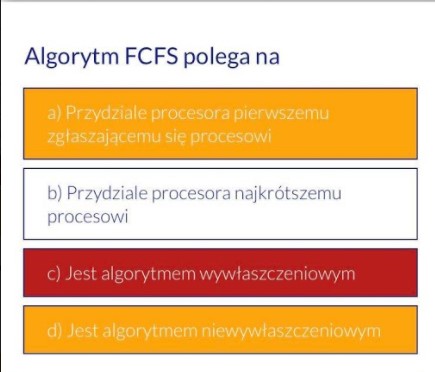 Algorytm FCFS polega na
a) Przydziale procesora pierwszemu
zgłaszającemu się procesowi
b) Przydziale procesora najkrótszemu
procesowi
c) Jest algorytmem wywłaszczeniowym
d) Jest algorytmem niewywłaszczeniowym